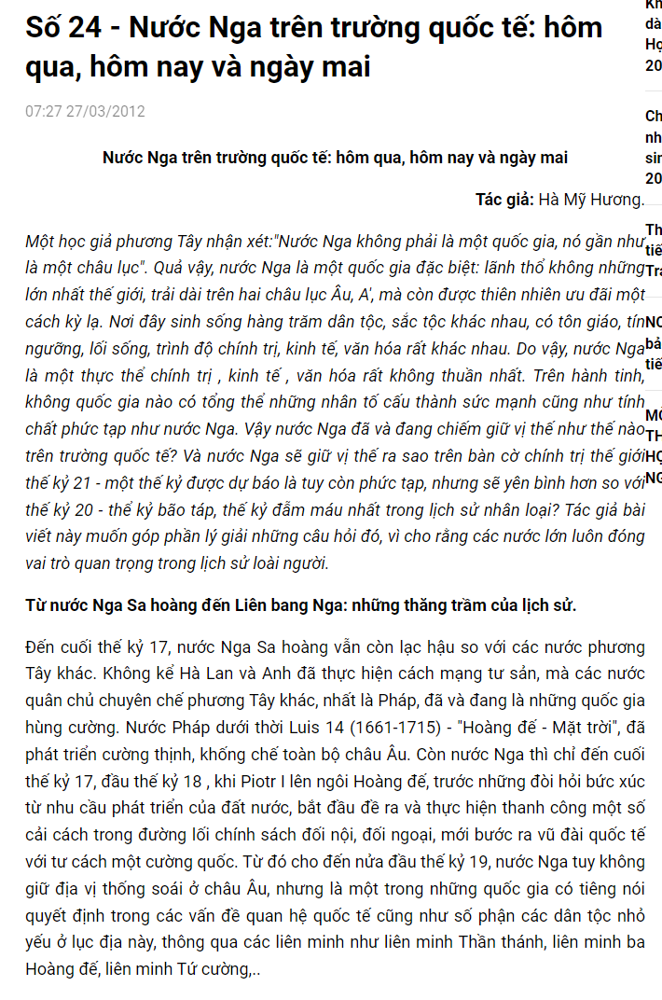 Số 24 - Nước Nga trên trường quốc tế: hôm
qua, hôm nay và ngày mai
07:27 27/03/2012
Nước Nga trên trường quốc tế: hôm qua, hôm nay và ngày mai
Tác giả: Hà Mỹ Hương.
Một học giả phương Tây nhận xét:"Nước Nga không phải là một quốc gia, nó gần như
là một châu lục". Quả vậy, nước Nga là một quốc gia đặc biệt: lãnh thổ không những
lớn nhất thế giới, trải dài trên hai châu lục Âu, A', mà còn được thiên nhiên ưu đãi một
cách kỳ lạ. Nơi đây sinh sống hàng trăm dân tộc, sắc tộc khác nhau, có tôn giáo, tín
ngưỡng, lối sống, trình độ chính trị, kinh tế, văn hóa rất khác nhau. Do vậy, nước Nga
là một thực thể chính trị , kinh tế , văn hóa rất không thuần nhất. Trên hành tinh,
không quốc gia nào có tổng thể những nhân tố cấu thành sức mạnh cũng như tính
chất phức tạp như nước Nga. Vậy nước Nga đã và đang chiếm giữ vị thế như thế nào
trên trường quốc tế? Và nước Nga sẽ giữ vị thế ra sao trên bàn cờ chính trị thế giới
thế kỷ 21 - một thế kỷ được dự báo là tuy còn phức tạp, nhưng sẽ yên bình hơn so với
thế kỷ 20 - thể kỷ bão táp, thế kỷ đẫm máu nhất trong lịch sử nhân loại? Tác giả bài
viết này muốn góp phần lý giải những câu hỏi đó, vì cho rằng các nước lớn luôn đóng
vai trò quan trọng trong lịch sử loài người.
Từ nước Nga Sa hoàng đến Liên bang Nga: những thăng trầm của lịch sử.
Đến cuối thế kỷ 17, nước Nga Sa hoàng vẫn còn lạc hậu so với các nước phương
Tây khác. Không kể Hà Lan và Anh đã thực hiện cách mạng tư sản, mà các nước
quân chủ chuyên chế phương Tây khác, nhất là Pháp, đã và đang là những quốc gia
hùng cường. Nước Pháp dưới thời Luis 14 (1661-1715) - "Hoàng đế - Mặt trời", đã
phát triển cường thịnh, khống chế toàn bộ châu Âu. Còn nước Nga thì chỉ đến cuối
thế kỷ 17, đầu thế kỷ 18 , khi Piotr I lên ngôi Hoàng đế, trước những đòi hỏi bức xúc
từ nhu cầu phát triển của đất nước, bắt đầu đề ra và thực hiện thanh công một số
cải cách trong đường lối chính sách đối nội, đối ngoại, mới bước ra vũ đài quốc tế
với tư cách một cường quốc. Từ đó cho đến nửa đầu thế kỷ 19, nước Nga tuy không
giữ địa vị thống soái ở châu Âu, nhưng là một trong những quốc gia có tiêng nói
quyết định trong các vấn đề quan hệ quốc tế cũng như số phận các dân tộc nhỏ
yếu ở lục địa này, thông qua các liên minh như liên minh Thần thánh, liên minh ba
Hoàng đế, liên minh Tứ cường,..
dà
20
Ch
nh
20
Th
tiế
bả
tiế
TH